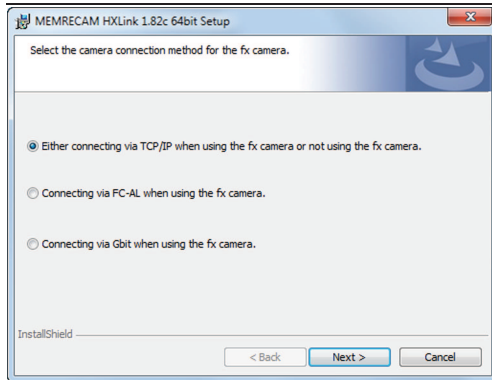 MEMRECAM HXLink 1.82c 64bit Setup
Select the camera connection method for the fx camera.
Either connecting via TCP/IP when using the fx camera or not using the fx camera.
Connecting via FC-AL when using the fx camera.
Connecting via Gbit when using the fx camera.
InstallShield
< Back Next > Cancel